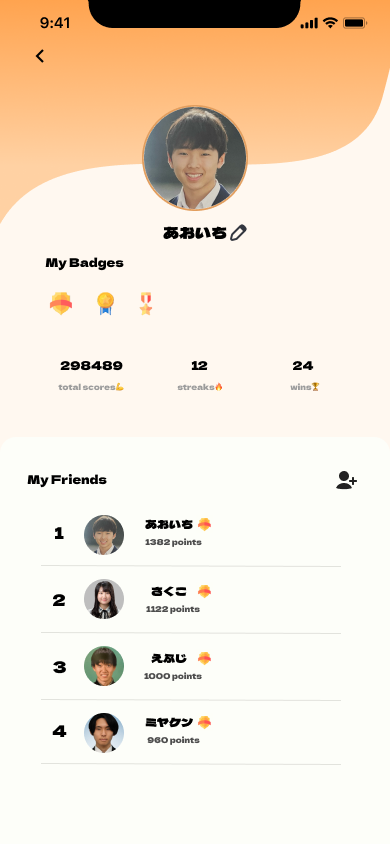 9:41
あおいち
My Badges
298489 12 24
total scores💪 streaks🔥 wins🏆
My Friends
1 あおいち
1382 points
2 さくこ
1122 points
3 えぶじ
1000 points
4 ミヤケン
960 points